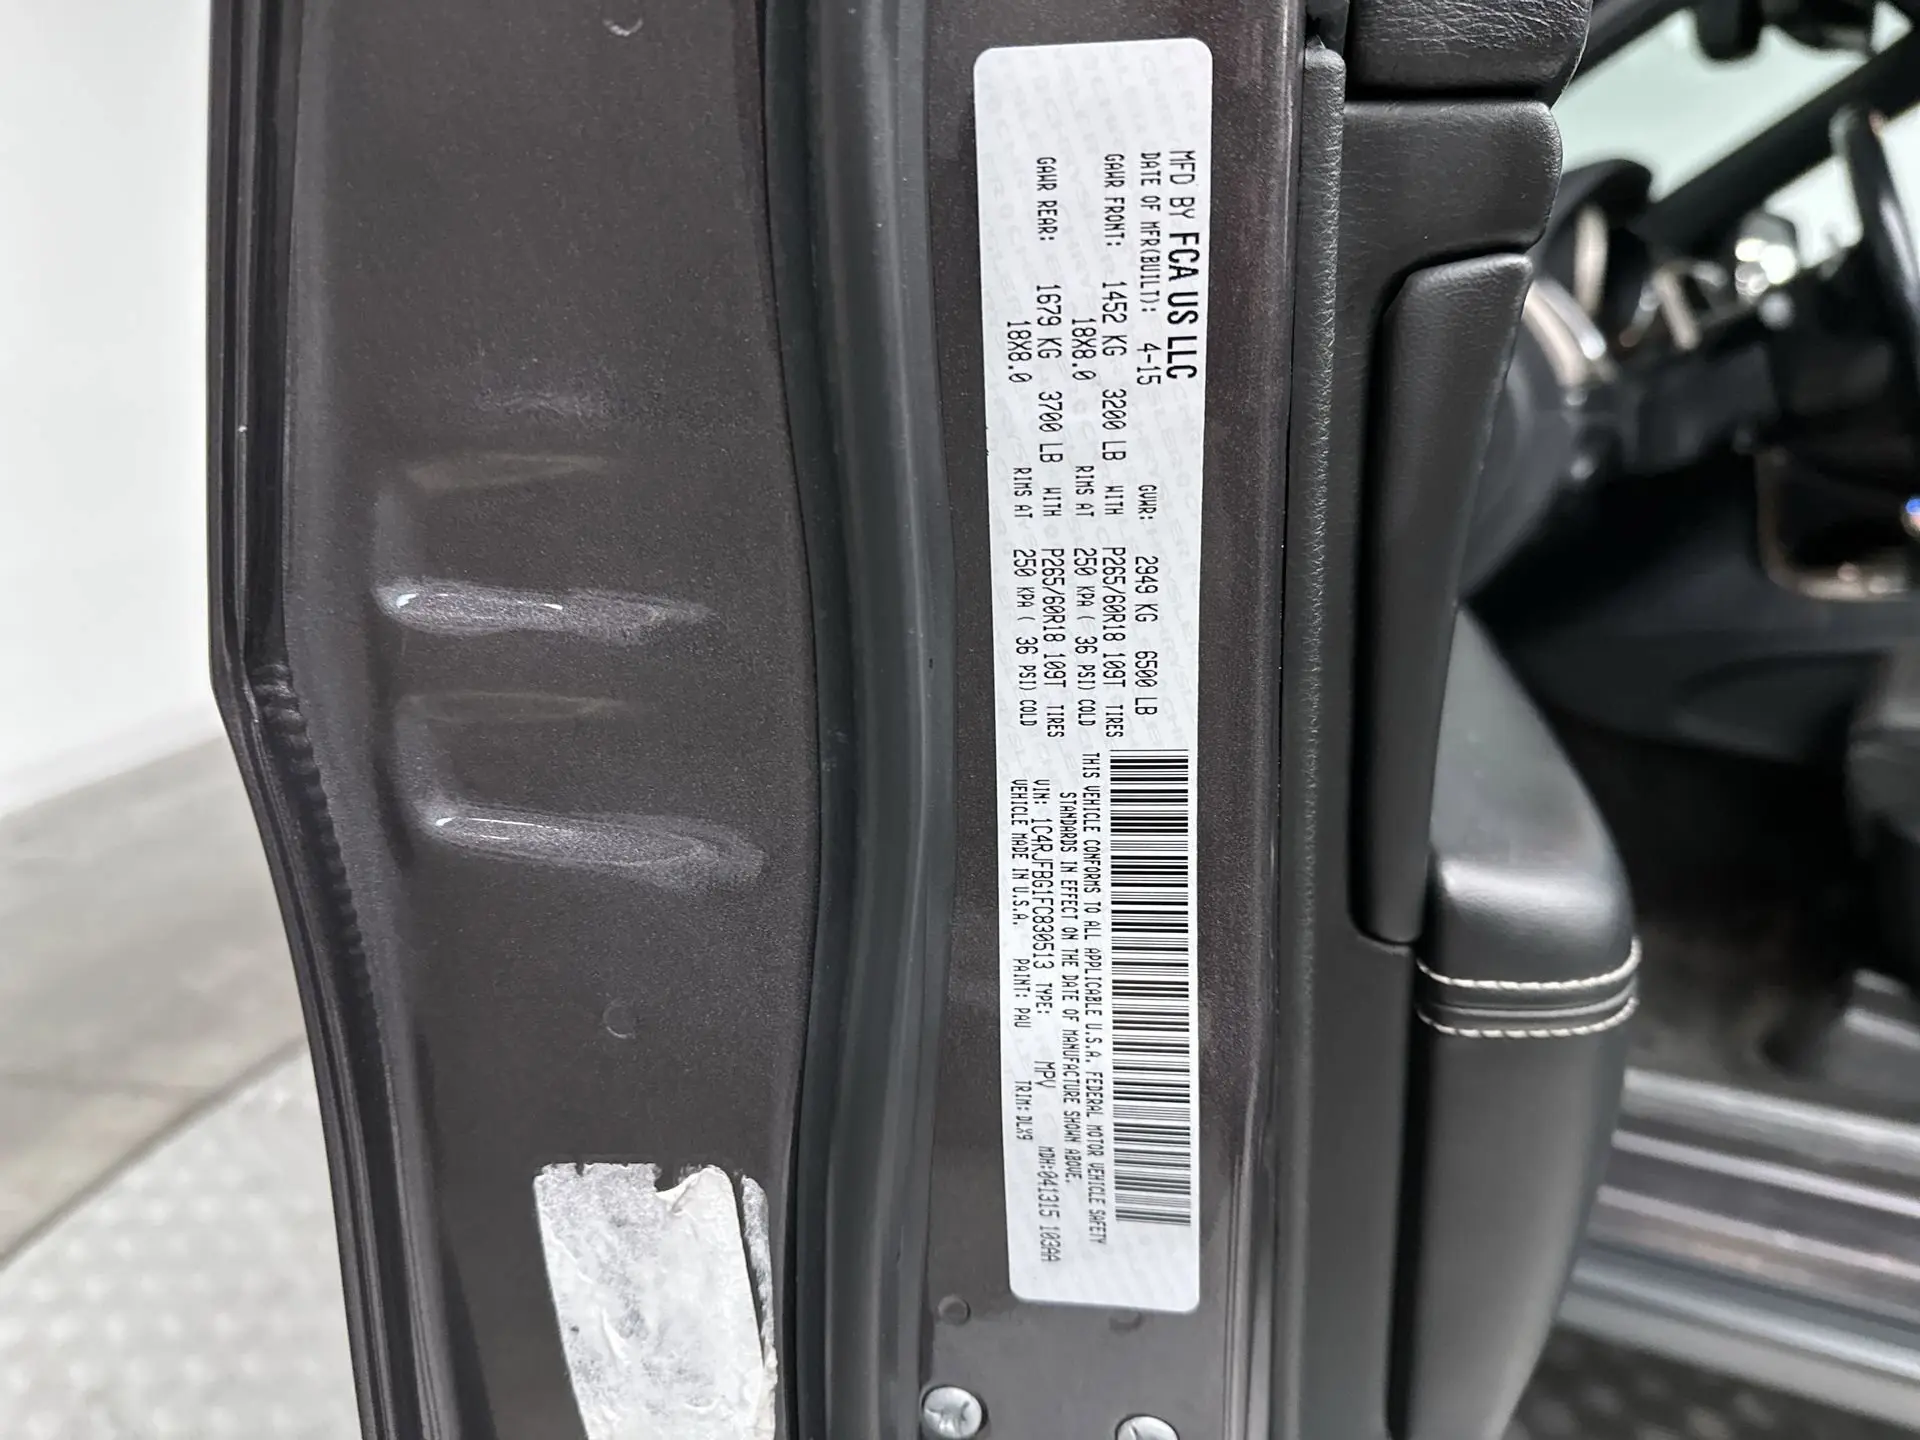 MFD BY FCA US LLC
DATE OF MFR(BUILT): 4-15 GVWR: 2949 KG 6500 LB
GAWR FRONT: 1452 KG 3200 LB WITH P265/60R18 109T TIRES
18X8.0 RIMS AT 250 KPA ( 36 PSI) COLD
GAWR REAR: 1679 KG 3700 LB WITH P265/60R18 109T TIRES
18X8.0 RIMS AT 250 KPA ( 36 PSI) COLD
THIS VEHICLE CONFORMS TO ALL APPLICABLE U.S.A. FEDERAL MOTOR VEHICLE SAFETY
STANDARDS IN EFFECT ON THE DATE OF MANUFACTURE SHOWN ABOVE.
VIN: 1C4RJFBG1FC830513 TYPE: MPV MDH:041315 103AA
VEHICLE MADE IN U.S.A. PAINT: PAU TRIM: DLX9